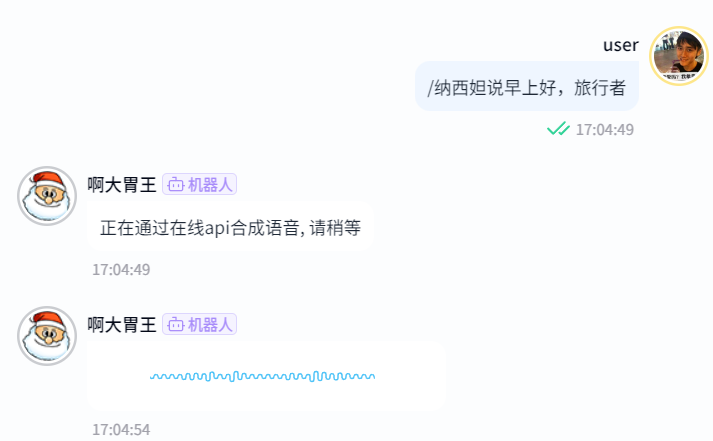 user
/纳西妲说早上好，旅行者
17:04:49
啊大胃王 机器人
正在通过在线api合成语音, 请稍等
17:04:49
啊大胃王 机器人
17:04:54